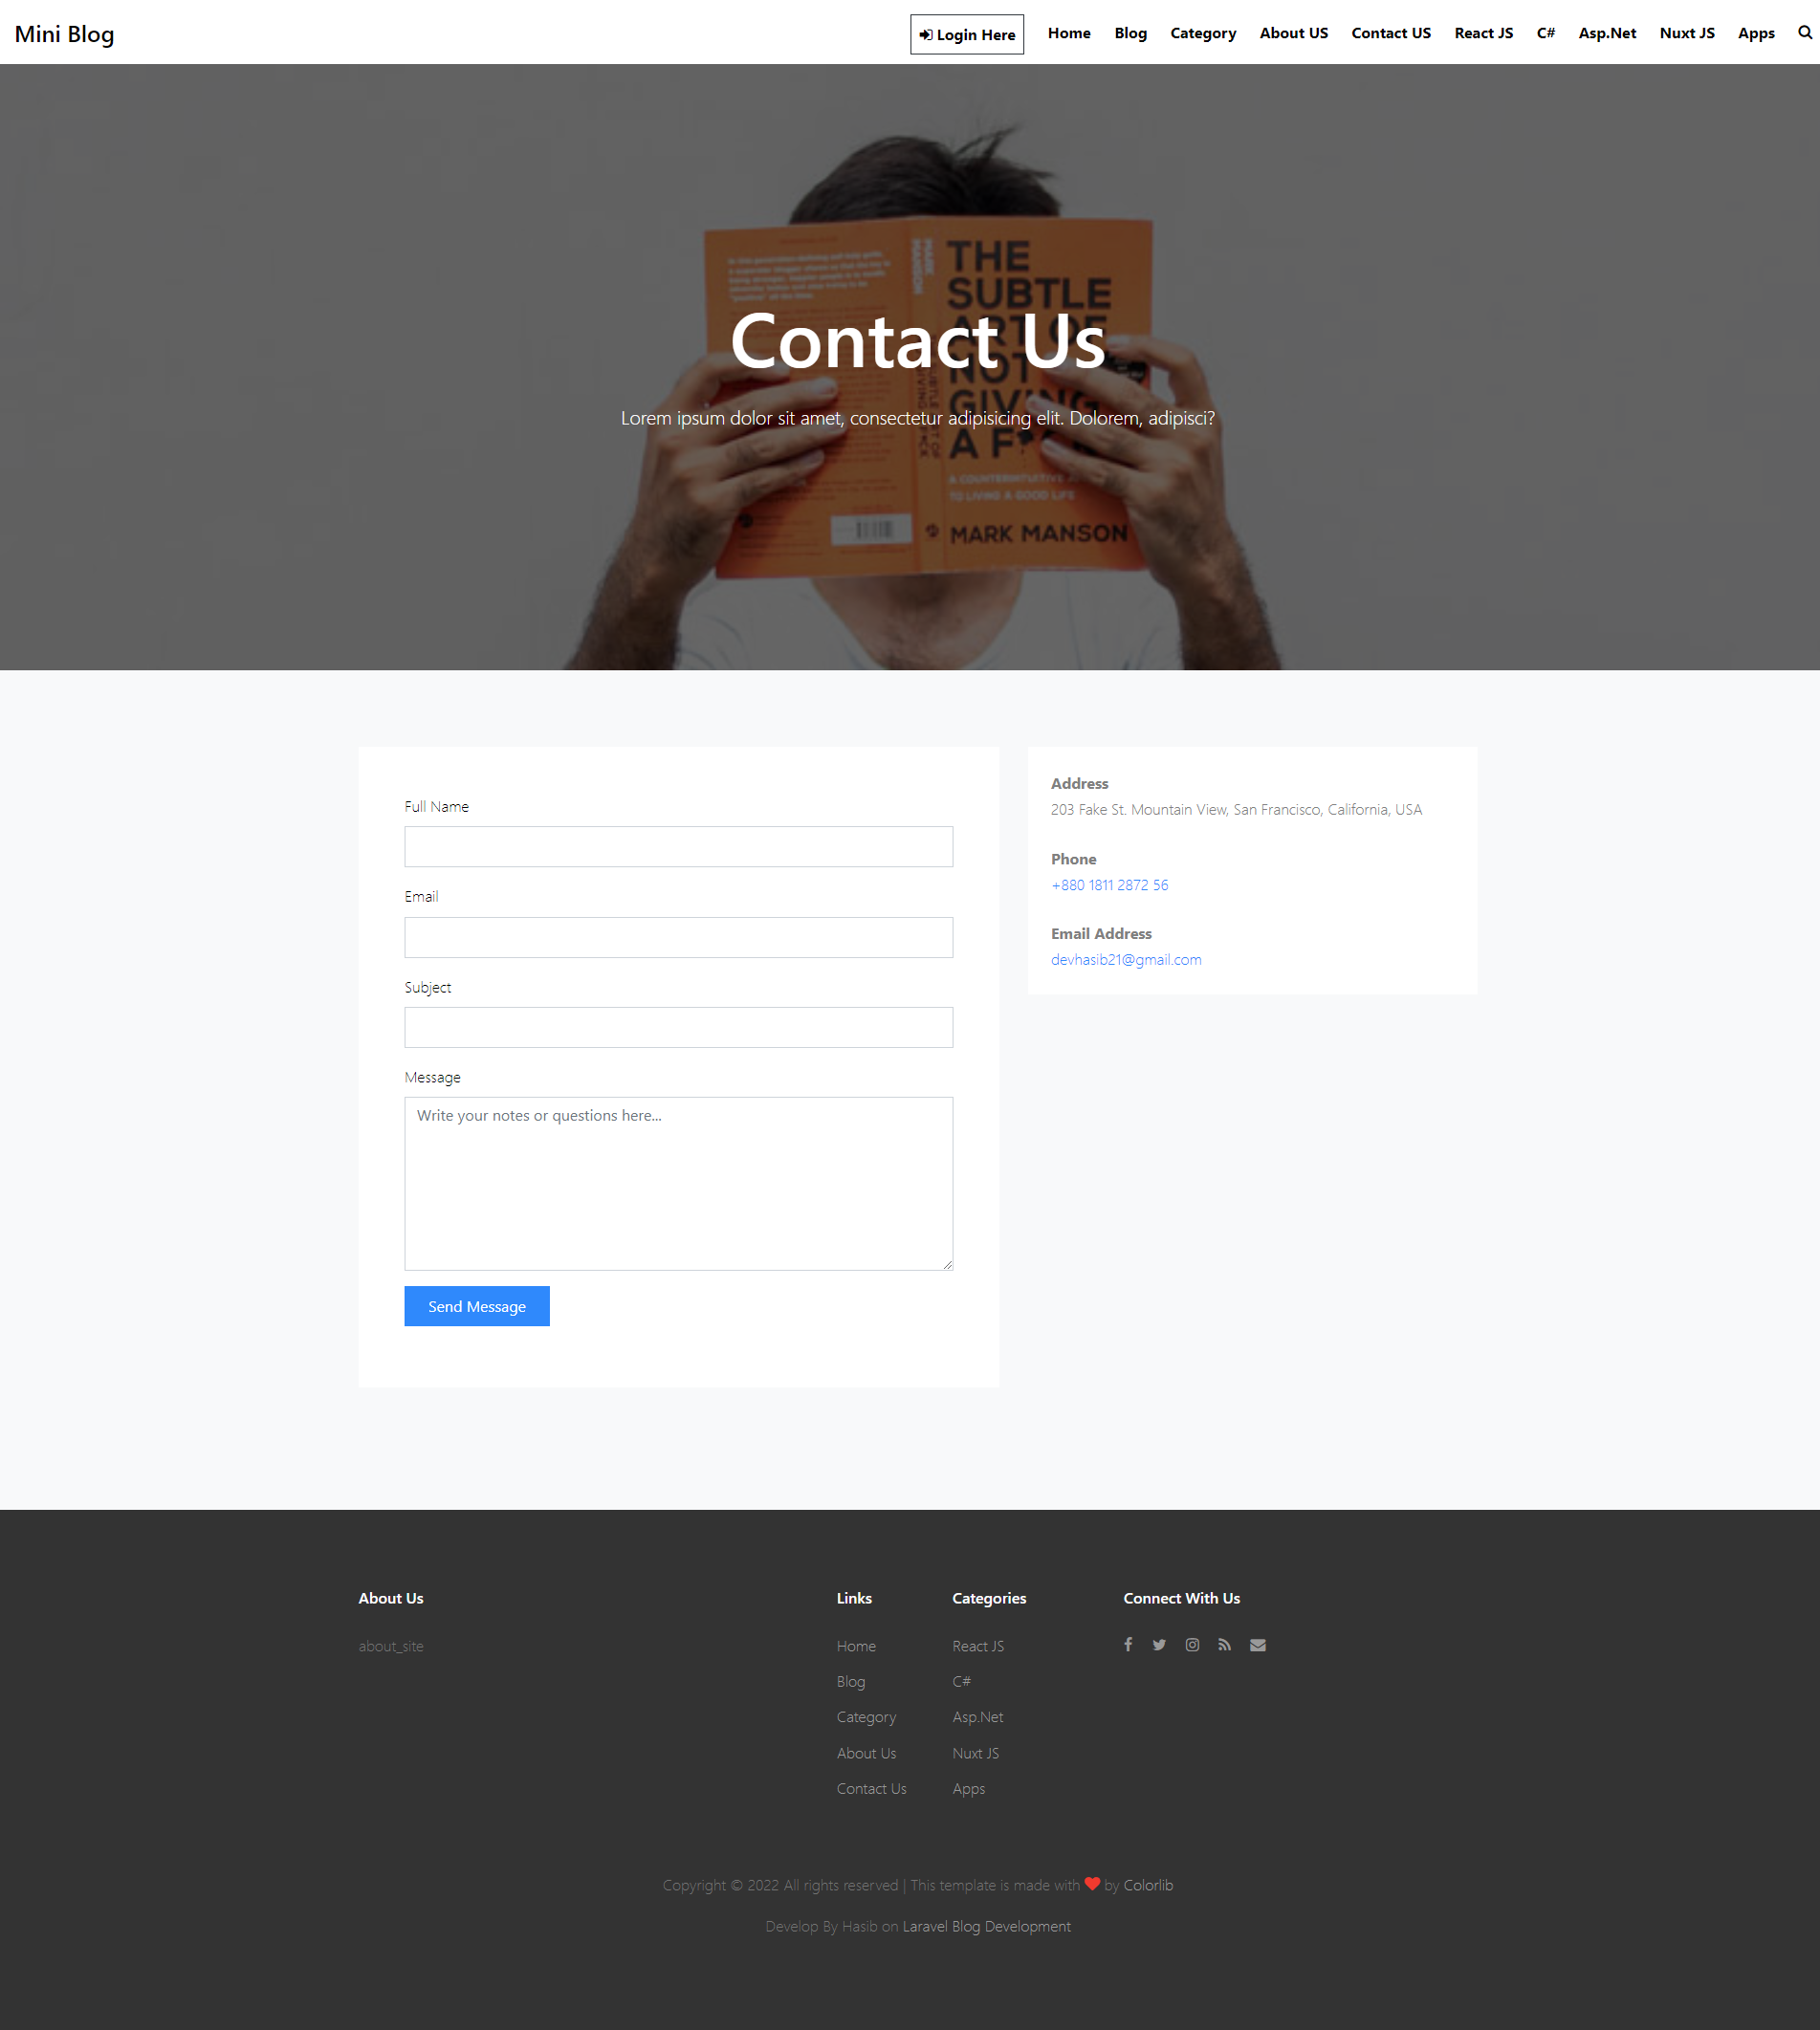 Mini Blog
Login Here Home Blog Category About US Contact US React JS C# Asp.Net Nuxt JS Apps
THE
SUBTLE
ART OF
NOT
GIVING
A F
A COUNTERINTUITIVE
TO LIVING A GOOD LIFE
MARK MANSON
Contact Us
Lorem ipsum dolor sit amet, consectetur adipisicing elit. Dolorem, adipisci?
Full Name
Email
Subject
Message
Write your notes or questions here...
Send Message
Address
203 Fake St. Mountain View, San Francisco, California, USA
Phone
+880 1811 2872 56
Email Address
devhasib21@gmail.com
About Us
about_site
Links
Home
Blog
Category
About Us
Contact Us
Categories
React JS
C#
Asp.Net
Nuxt JS
Apps
Connect With Us
Copyright © 2022 All rights reserved | This template is made with ❤ by Colorlib
Develop By Hasib on Laravel Blog Development